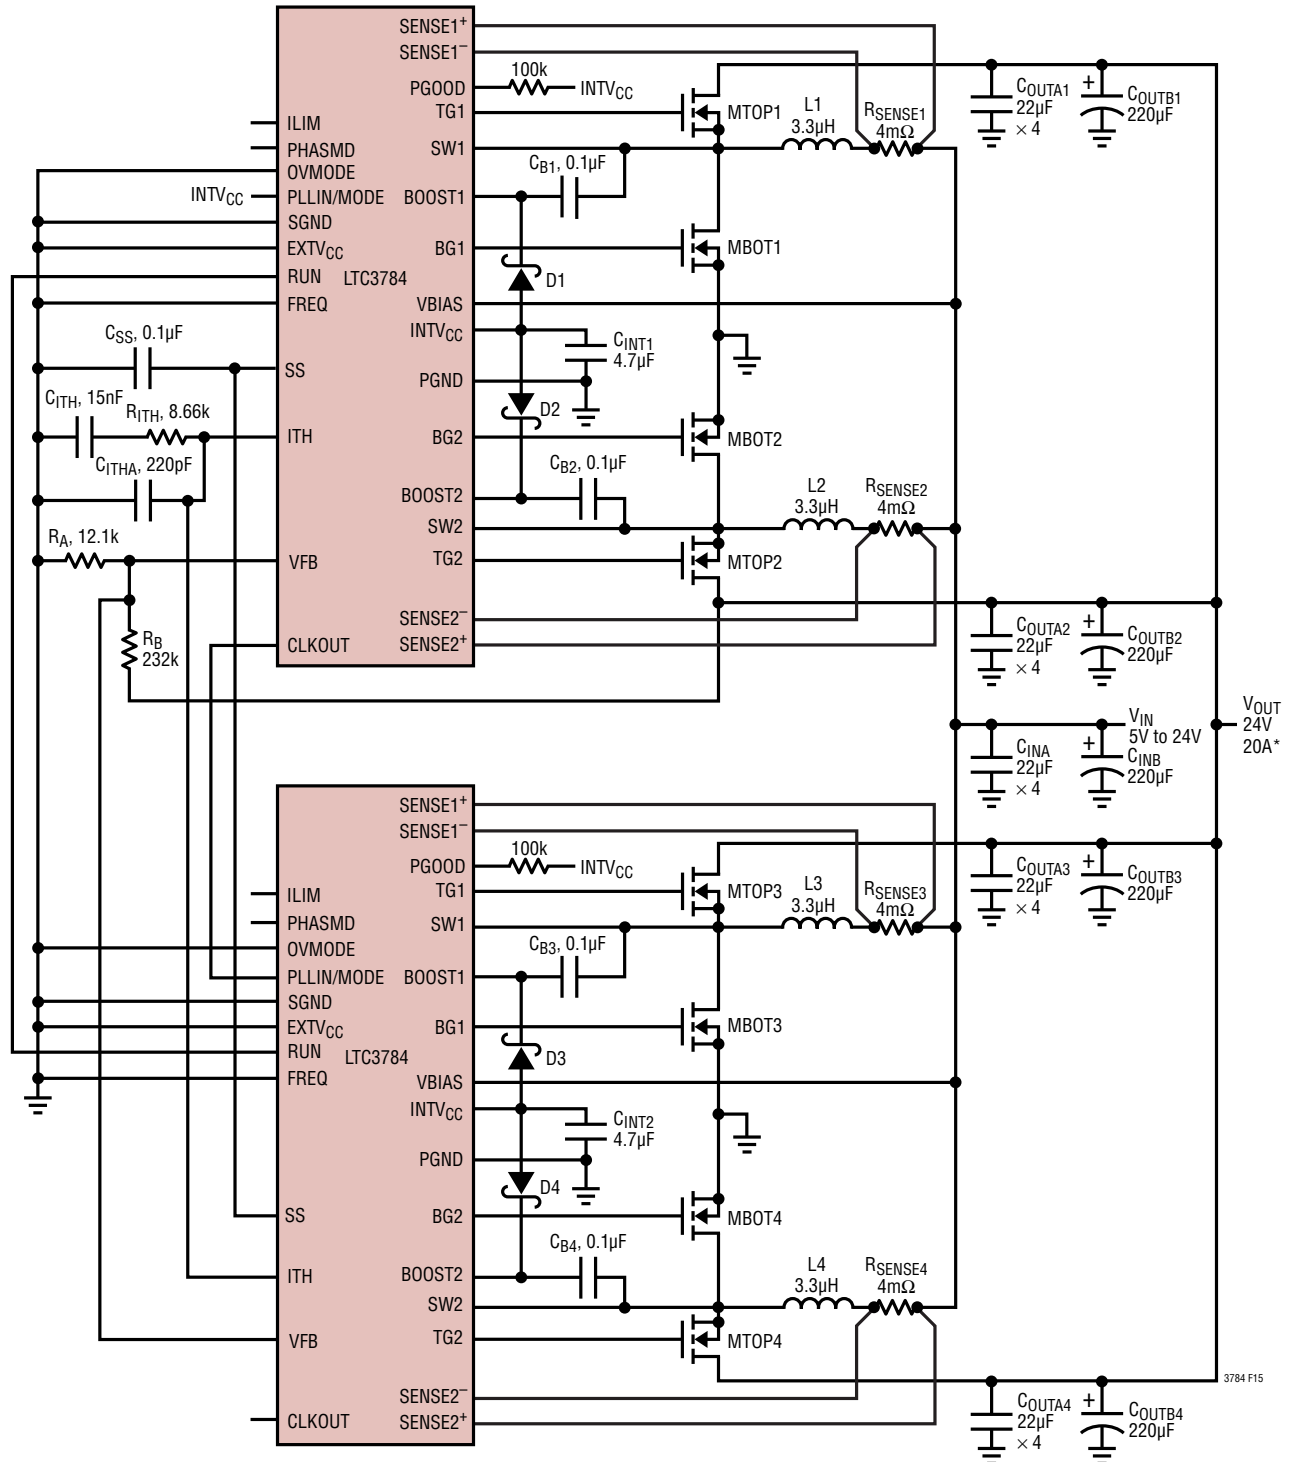 SENSE1+
SENSE1–
PGOOD
100k
INTVCC
TG1
MTOP1
L1
3.3µH
RSENSE1
4mΩ
COUTA1
22µF
× 4
+
COUTB1
220µF
ILIM
PHASMD
OVMODE
INTVCC
PLLIN/MODE
SGND
EXTVCC
RUN
LTC3784
FREQ
SW1
CB1, 0.1µF
BOOST1
BG1
MBOT1
D1
VBIAS
INTVCC
CINT1
4.7µF
PGND
D2
CSS, 0.1µF
SS
CITH, 15nF
RITH, 8.66k
ITH
CITHA, 220pF
BG2
MBOT2
CB2, 0.1µF
BOOST2
SW2
L2
3.3µH
RSENSE2
4mΩ
RA, 12.1k
VFB
TG2
MTOP2
SENSE2–
SENSE2+
RB
232k
CLKOUT
COUTA2
22µF
× 4
+
COUTB2
220µF
VIN
5V to 24V
CINA
22µF
× 4
+
CINB
220µF
VOUT
24V
20A*
SENSE1+
SENSE1–
PGOOD
100k
INTVCC
TG1
MTOP3
L3
3.3µH
RSENSE3
4mΩ
COUTA3
22µF
× 4
+
COUTB3
220µF
ILIM
PHASMD
OVMODE
PLLIN/MODE
SGND
EXTVCC
RUN
LTC3784
FREQ
SW1
CB3, 0.1µF
BOOST1
BG1
MBOT3
D3
VBIAS
INTVCC
CINT2
4.7µF
PGND
D4
SS
BG2
MBOT4
CB4, 0.1µF
ITH
BOOST2
SW2
L4
3.3µH
RSENSE4
4mΩ
VFB
TG2
MTOP4
SENSE2–
SENSE2+
CLKOUT
COUTA4
22µF
× 4
+
COUTB4
220µF
3784 F15